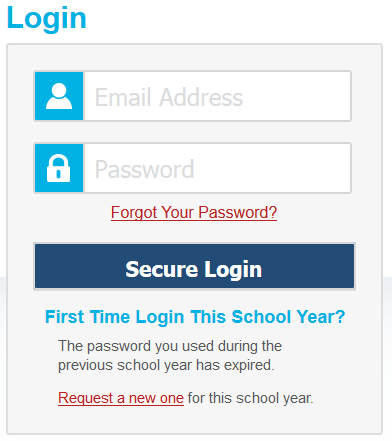 Login
Email Address
Password
Forgot Your Password?
Secure Login
First Time Login This School Year?
The password you used during the
previous school year has expired.
Request a new one for this school year.